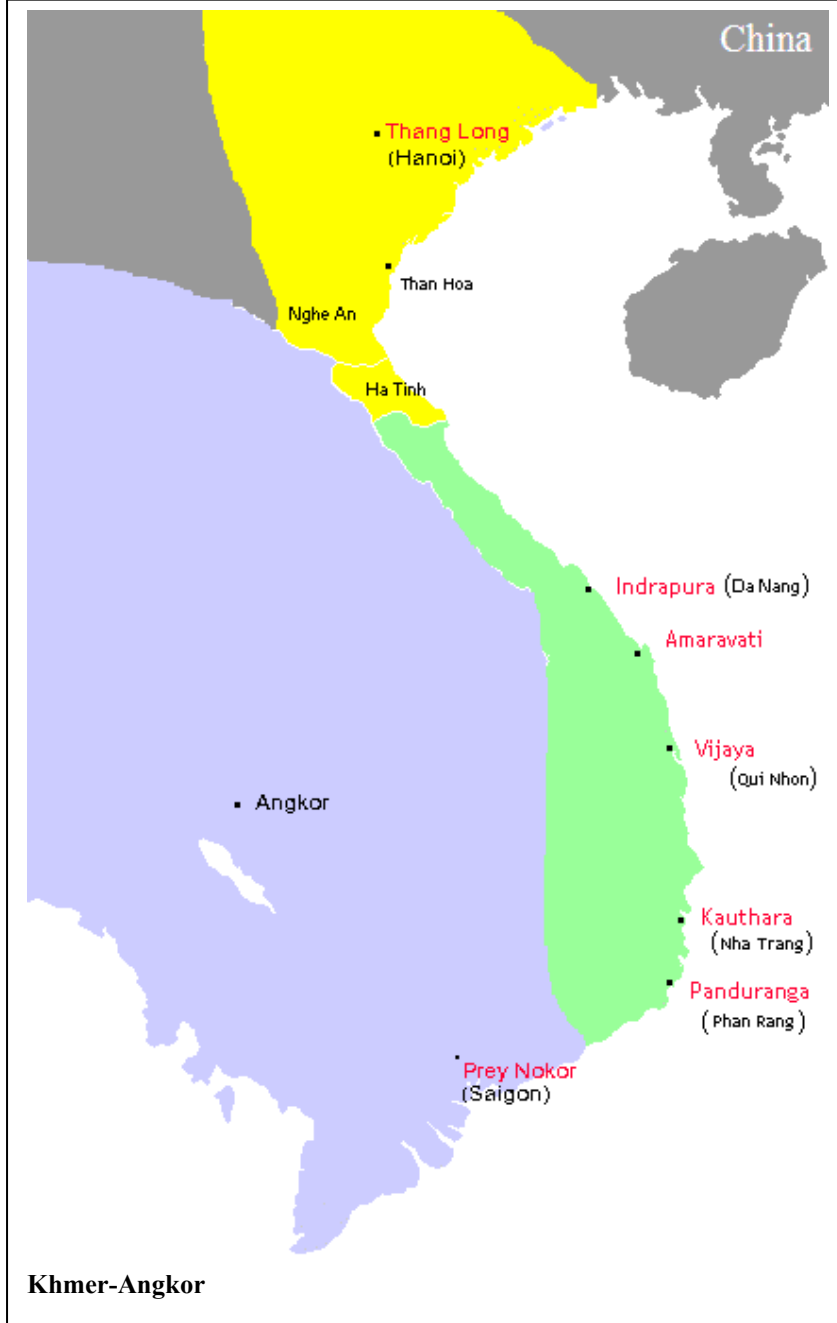 China
Thang Long
(Hanoi)
Than Hoa
Nghe An
Ha Tinh
Indrapura (Da Nang)
Amaravati
Vijaya
(Qui Nhon)
Angkor
Kauthara
(Nha Trang)
Panduranga
(Phan Rang)
Prey Nokor
(Saigon)
Khmer-Angkor